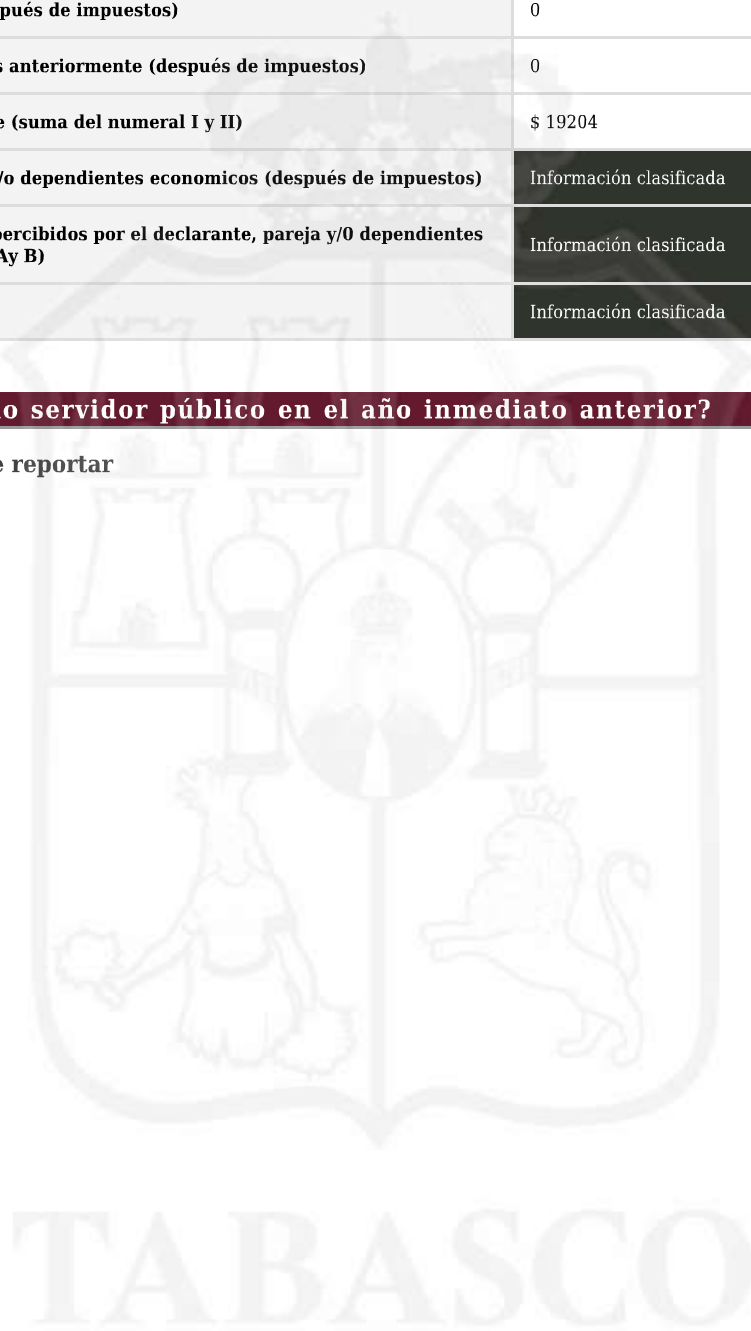 pués de impuestos)
0
s anteriormente (después de impuestos)
0
e (suma del numeral I y II)
$ 19204
/o dependientes economicos (después de impuestos)
Información clasificada
percibidos por el declarante, pareja y/0 dependientes
Ay B)
Información clasificada
Información clasificada
o servidor público en el año inmediato anterior?
e reportar
TABASCO